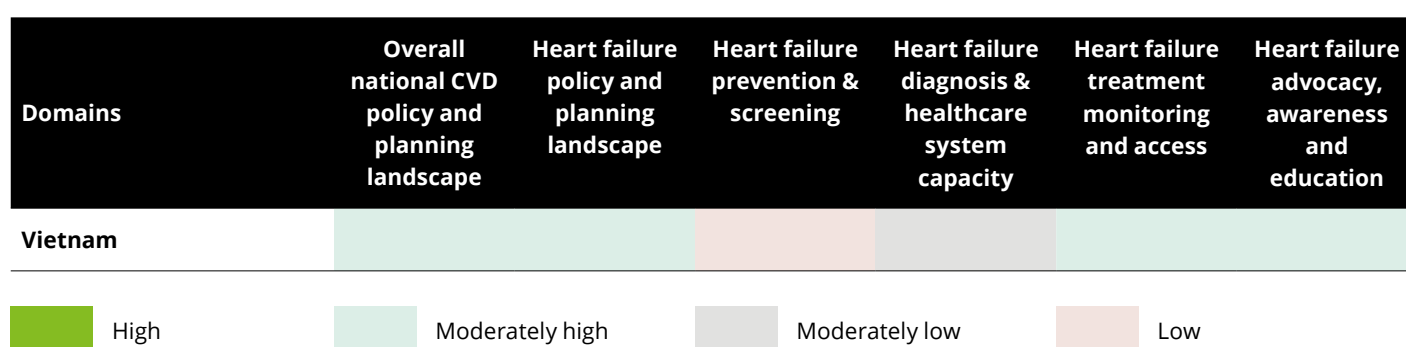 Domains
Overall
national CVD
policy and
planning
landscape
Heart failure
policy and
planning
landscape
Heart failure
prevention &
screening
Heart failure
diagnosis &
healthcare
system
capacity
Heart failure
treatment
monitoring
and access
Heart failure
advocacy,
awareness
and
education
Vietnam
High
Moderately high
Moderately low
Low